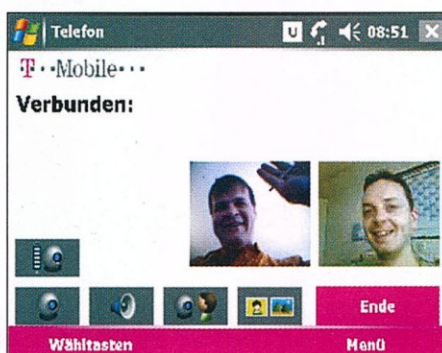 Telefon U 08:51
T··Mobile···
Verbunden:
Ende
Wähltasten Menü